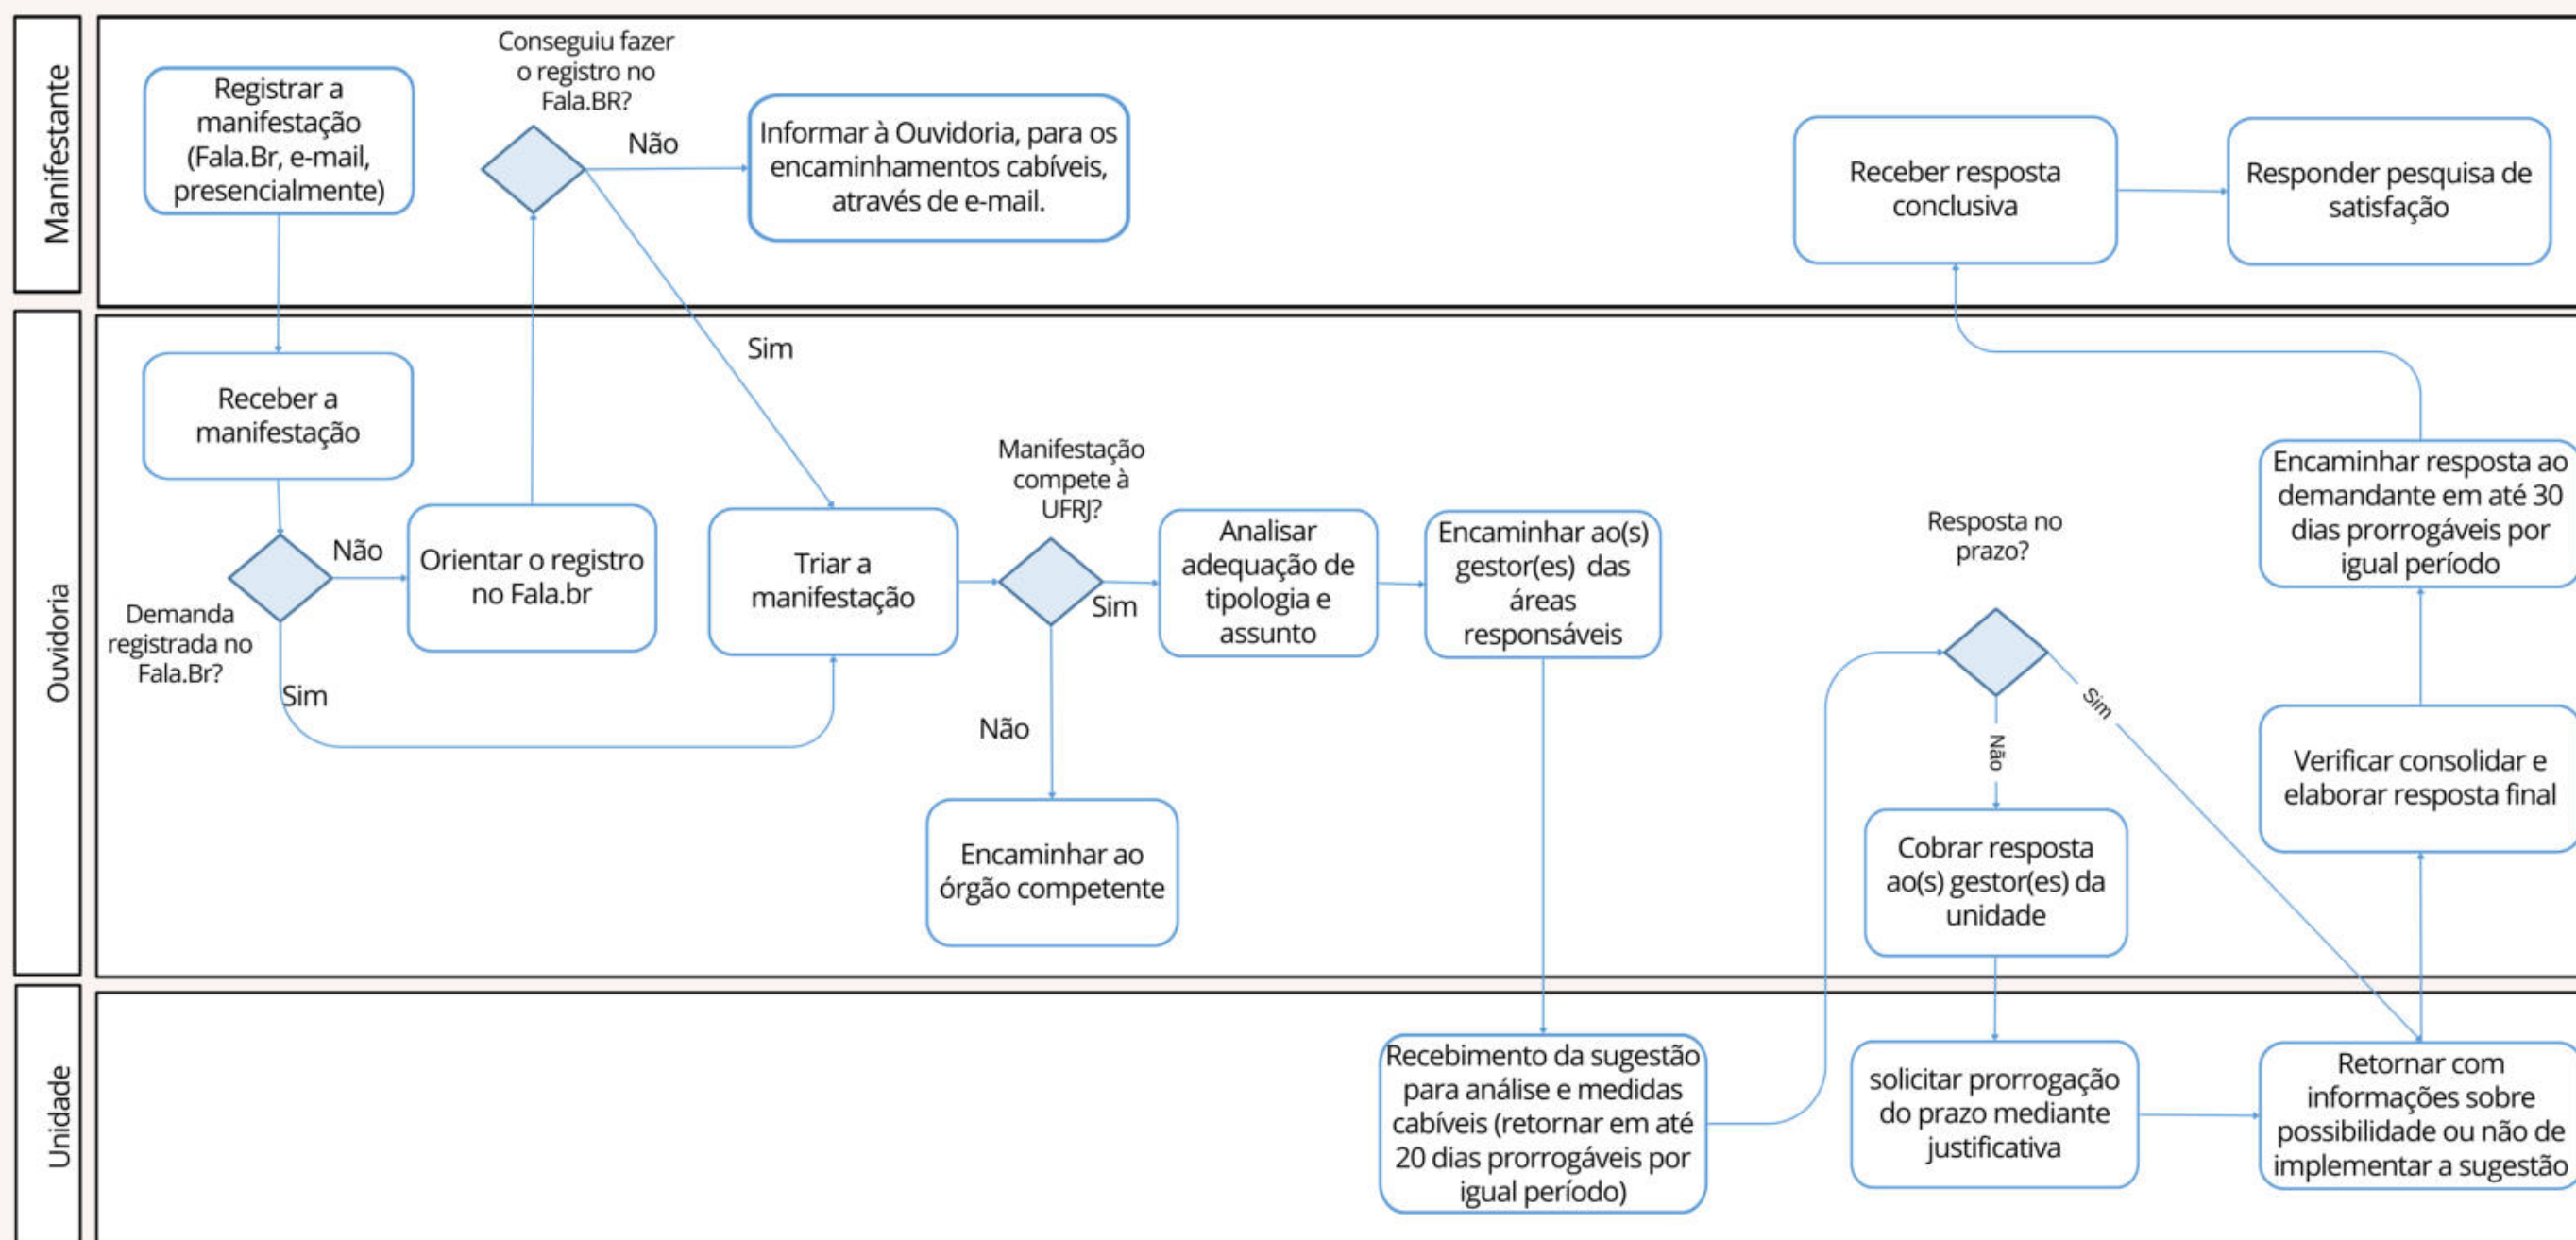 Manifestante
Registrar a
manifestação
(Fala.Br, e-mail,
presencialmente)
Conseguiu fazer
o registro no
Fala.BR?
Não
Informar à Ouvidoria, para os
encaminhamentos cabíveis,
através de e-mail.
Sim
Receber resposta
conclusiva
Responder pesquisa de
satisfação
Ouvidoria
Receber a
manifestação
Demanda
registrada no
Fala.Br?
Não
Sim
Orientar o registro
no Fala.br
Triar a
manifestação
Manifestação
compete à
UFRJ?
Sim
Não
Encaminhar ao
órgão competente
Analisar
adequação de
tipologia e
assunto
Encaminhar ao(s)
gestor(es) das
áreas
responsáveis
Resposta no
prazo?
Sim
Não
Cobrar resposta
ao(s) gestor(es) da
unidade
Encaminhar resposta ao
demandante em até 30
dias prorrogáveis por
igual período
Verificar consolidar e
elaborar resposta final
Unidade
Recebimento da sugestão
para análise e medidas
cabíveis (retornar em até
20 dias prorrogáveis por
igual período)
solicitar prorrogação
do prazo mediante
justificativa
Retornar com
informações sobre
possibilidade ou não de
implementar a sugestão